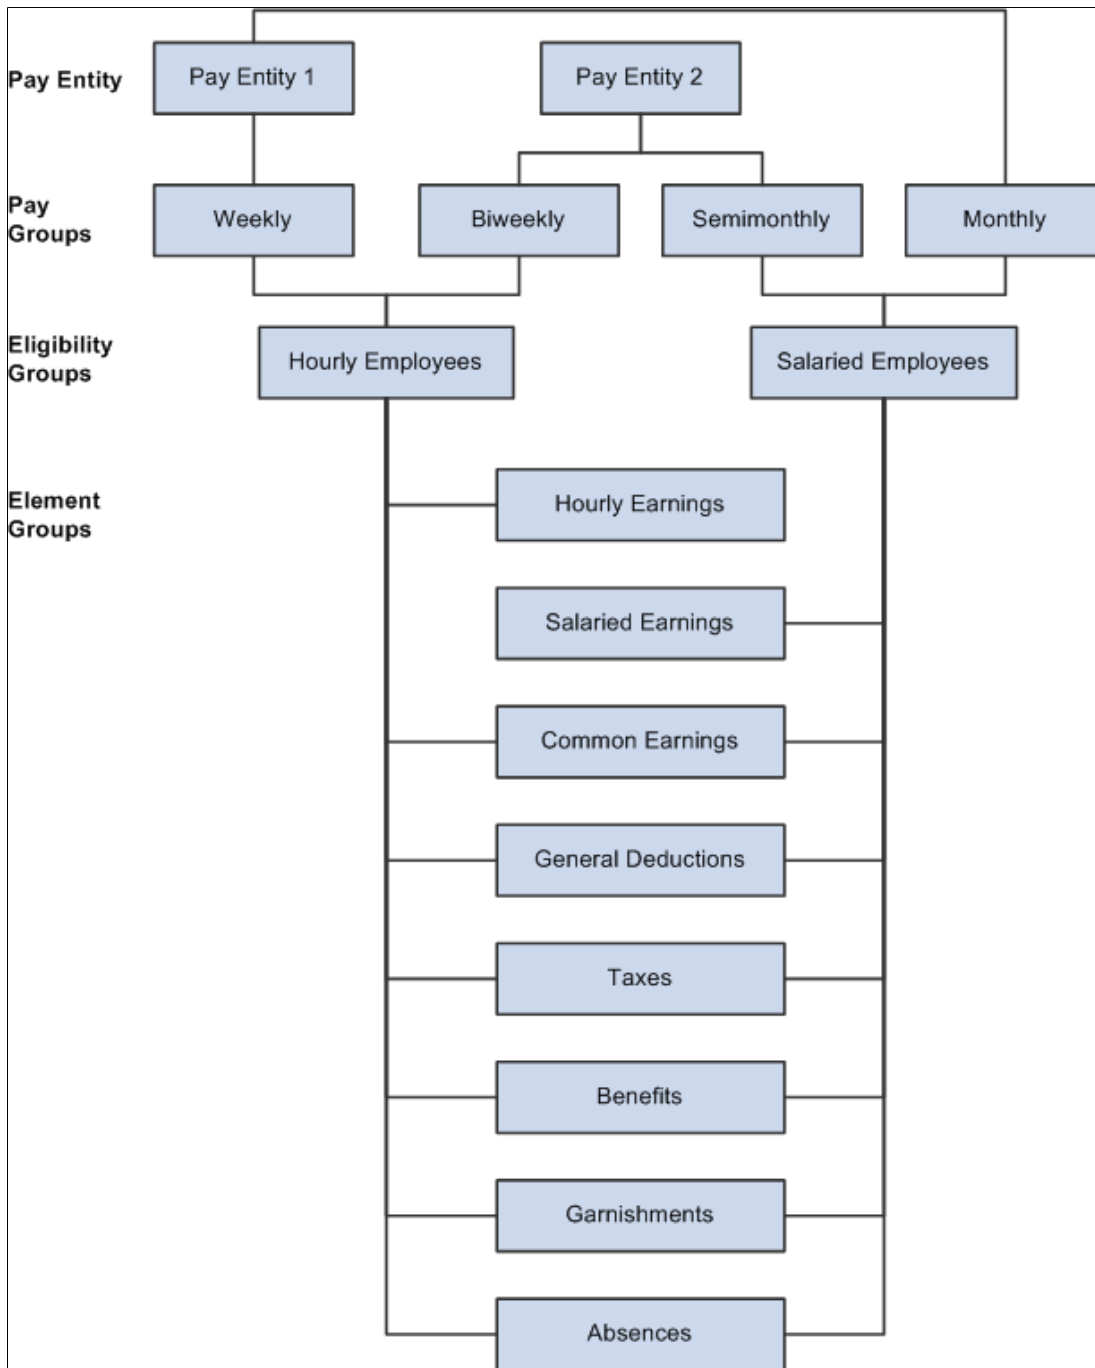 Pay Entity
Pay Entity 1
Pay Entity 2
Pay
Groups
Weekly
Biweekly
Semimonthly
Monthly
Eligibility
Groups
Hourly Employees
Salaried Employees
Element
Groups
Hourly Earnings
Salaried Earnings
Common Earnings
General Deductions
Taxes
Benefits
Garnishments
Absences